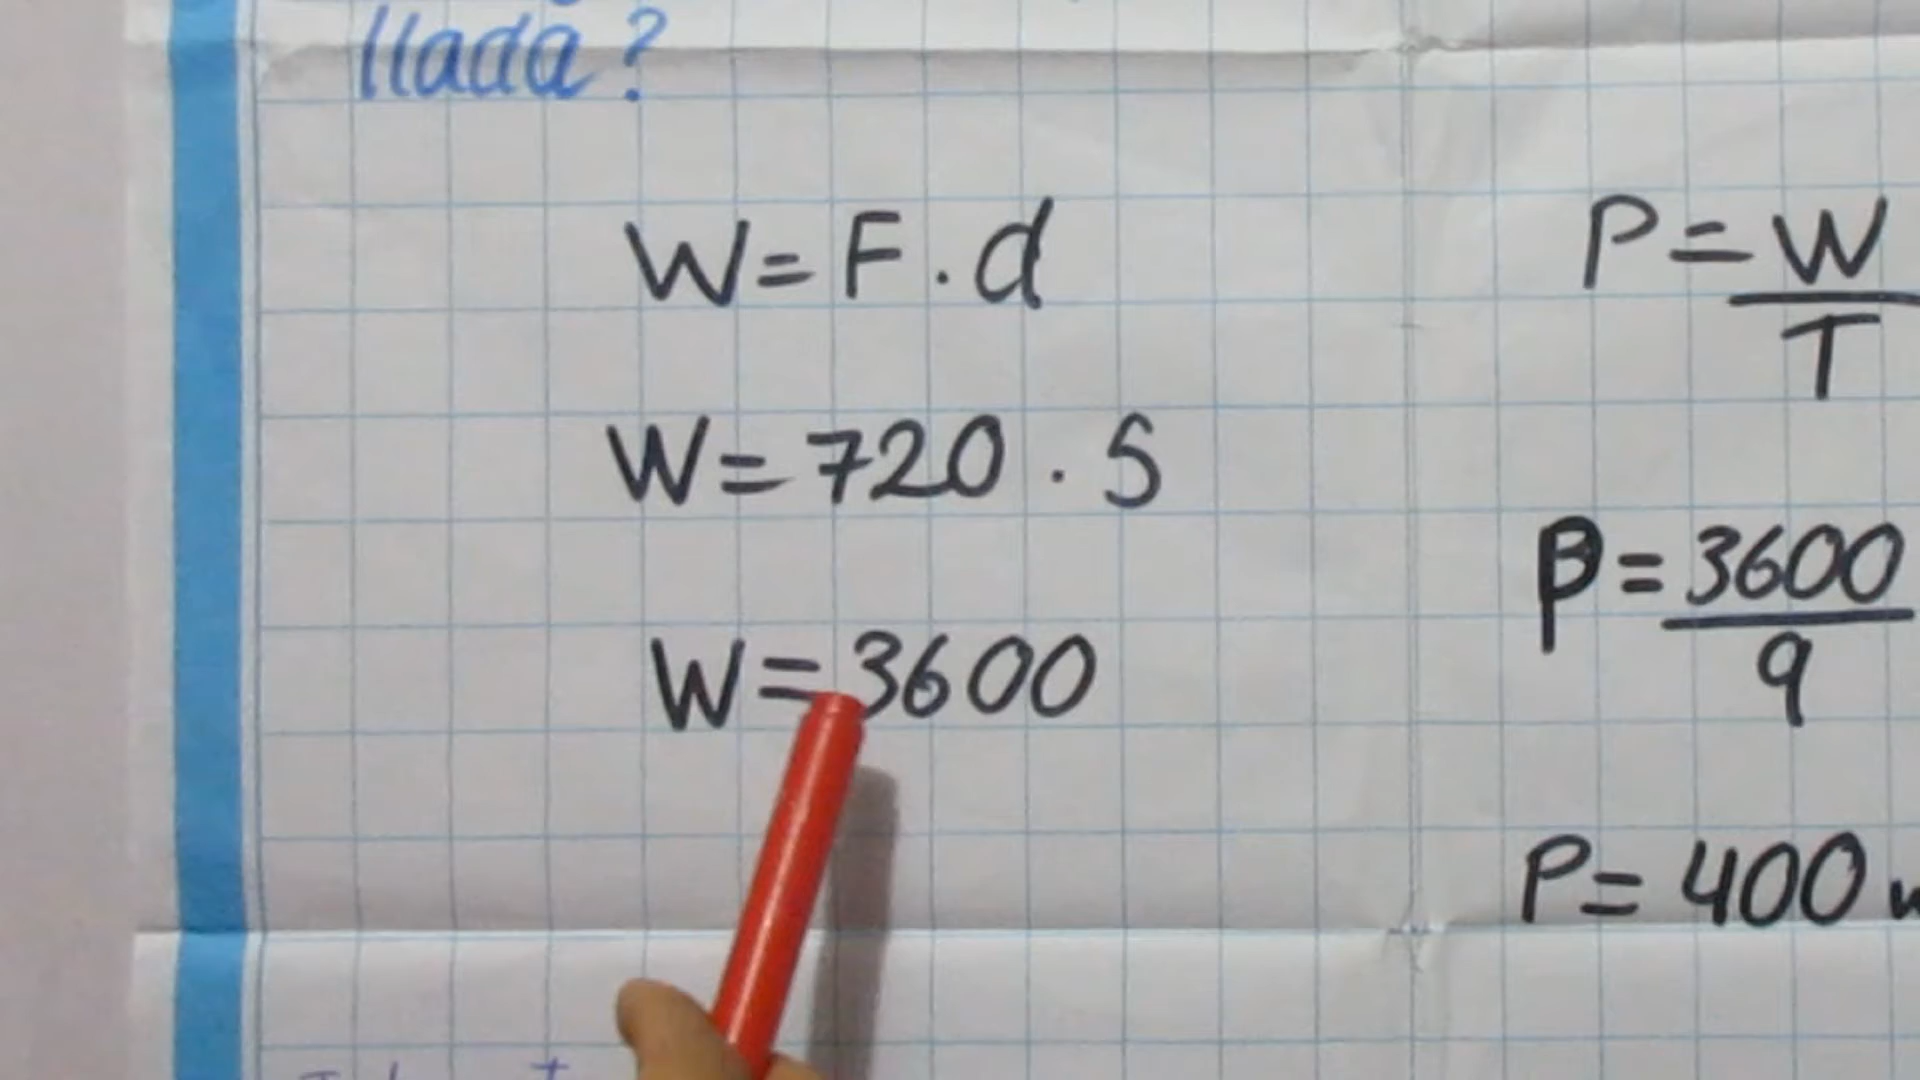 llada?
W = F . d
W = 720 . 5
W = 3600
P = W
T
P = 3600
9
P = 400 w